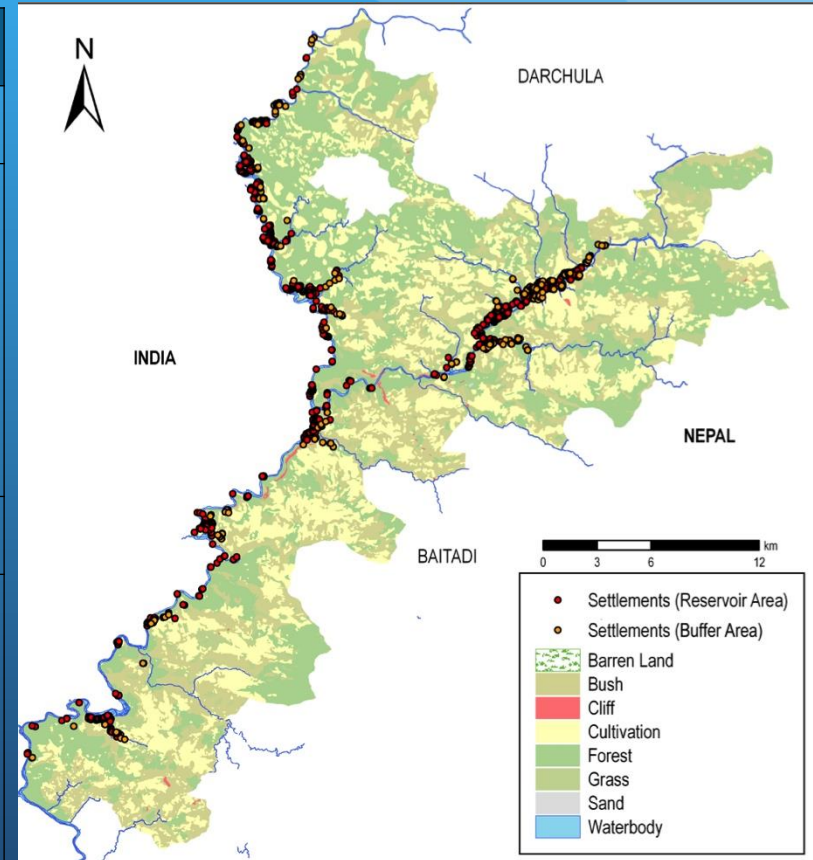 N
DARCHULA
INDIA
NEPAL
BAITADI
km
0 3 6 12
Settlements (Reservoir Area)
Settlements (Buffer Area)
Barren Land
Bush
Cliff
Cultivation
Forest
Grass
Sand
Waterbody